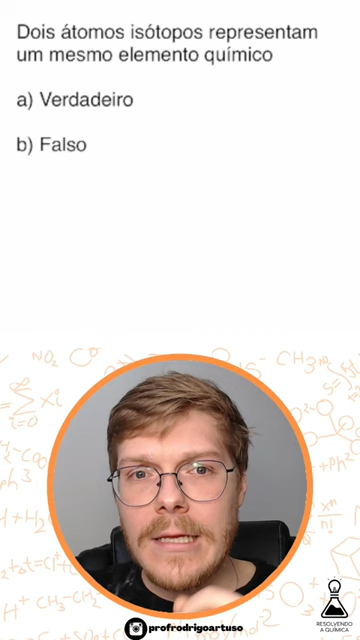 Dois átomos isótopos representam
um mesmo elemento químico
a) Verdadeiro
b) Falso
profrodrigoartuso
RESOLVENDO
A QUÍMICA